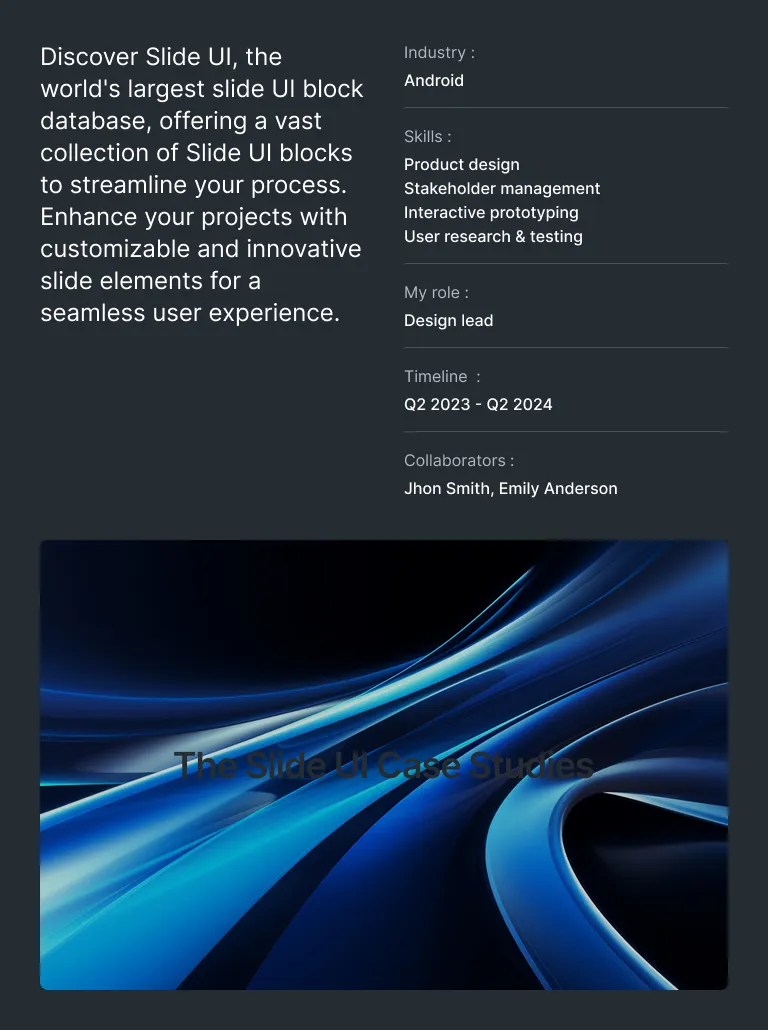 Discover Slide UI, the
world's largest slide UI block
database, offering a vast
collection of Slide UI blocks
to streamline your process.
Enhance your projects with
customizable and innovative
slide elements for a
seamless user experience.
Industry :
Android
Skills :
Product design
Stakeholder management
Interactive prototyping
User research & testing
My role :
Design lead
Timeline  :
Q2 2023 - Q2 2024
Collaborators :
Jhon Smith, Emily Anderson
The Slide UI Case Studies